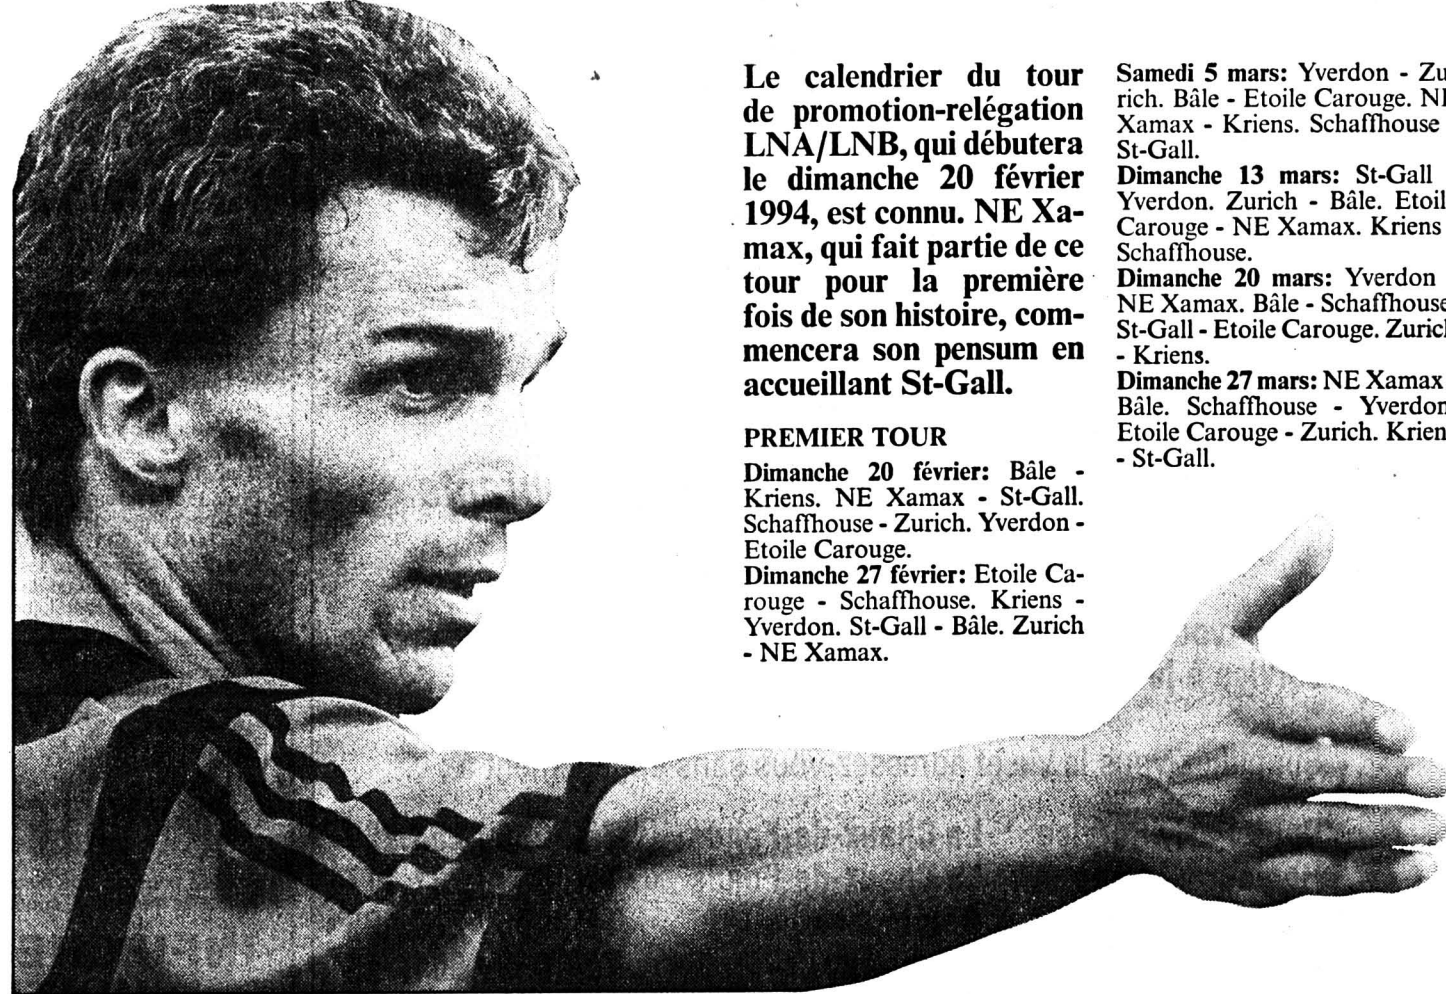 Le calendrier du tour
de promotion-relégation
LNA/LNB, qui débutera
le dimanche 20 février
1994, est connu. NE Xa-
max, qui fait partie de ce
tour pour la première
fois de son histoire, com-
mencera son pensum en
accueillant St-Gall.
PREMIER TOUR
Dimanche 20 février: Bâle -
Kriens. NE Xamax - St-Gall.
Schaffhouse - Zurich. Yverdon -
Etoile Carouge.
Dimanche 27 février: Etoile Ca-
rouge - Schaffhouse. Kriens -
Yverdon. St-Gall - Bâle. Zurich
- NE Xamax.
Samedi 5 mars: Yverdon - Zu
rich. Bâle - Etoile Carouge. NE
Xamax - Kriens. Schaffhouse
St-Gall.
Dimanche 13 mars: St-Gall
Yverdon. Zurich - Bâle. Etoil
Carouge - NE Xamax. Kriens
Schaffhouse.
Dimanche 20 mars: Yverdon
NE Xamax. Bâle - Schaffhouse
St-Gall - Etoile Carouge. Zurich
- Kriens.
Dimanche 27 mars: NE Xamax
Bâle. Schaffhouse - Yverdon
Etoile Carouge - Zurich. Kriens
- St-Gall.